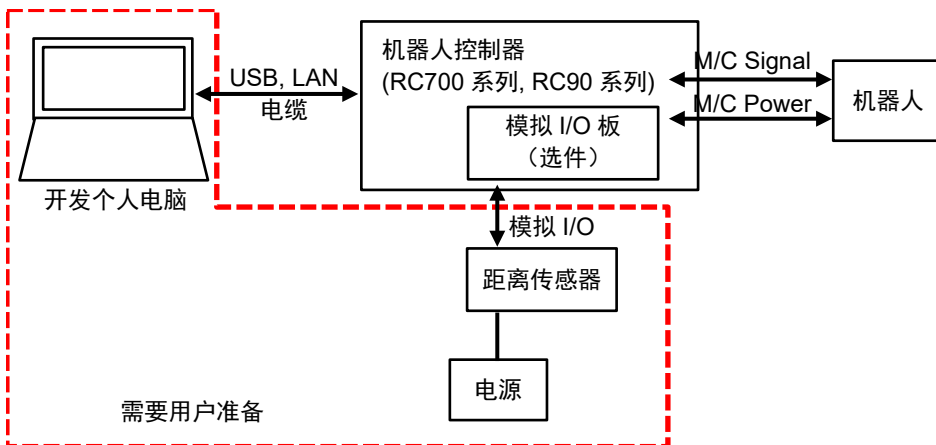 机器人控制器
(RC700 系列, RC90 系列)
USB, LAN
电缆
M/C Signal
M/C Power
机器人
模拟 I/O 板
（选件）
开发个人电脑
模拟 I/O
距离传感器
电源
需要用户准备